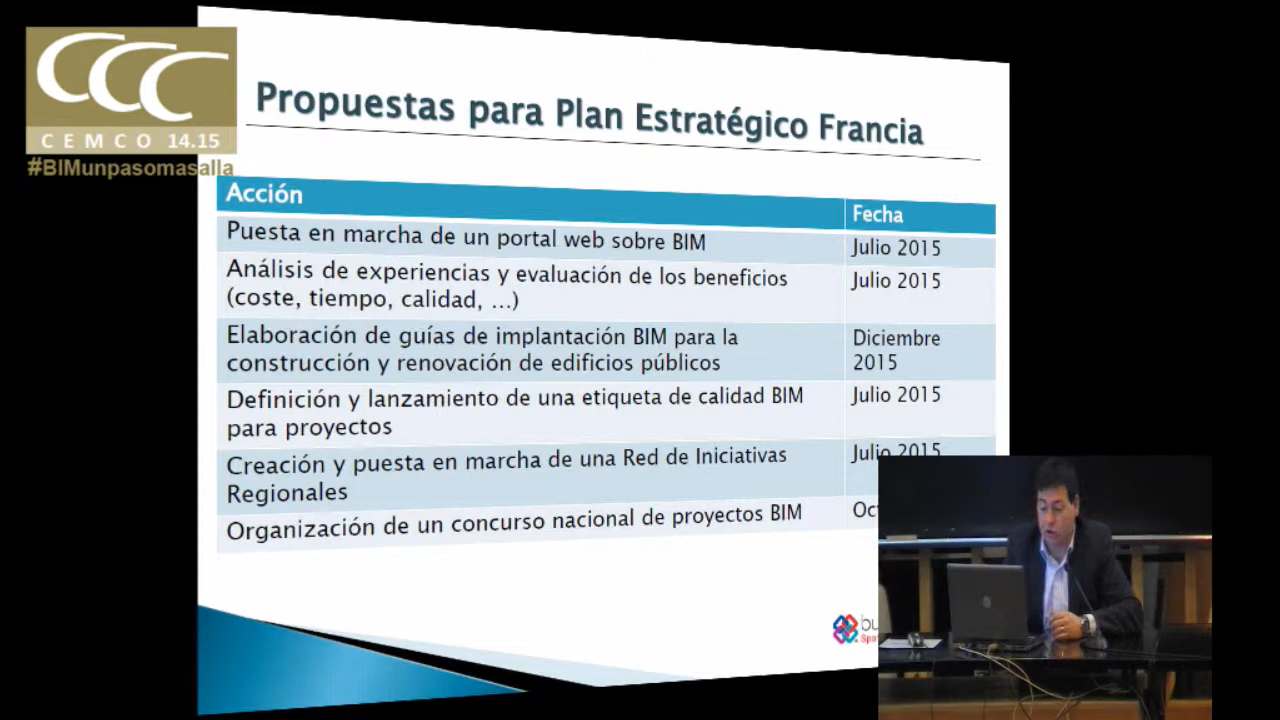 CEMCO 14.15
#BIMunpasomasalla
Propuestas para Plan Estratégico Francia
Acción
Fecha
Puesta en marcha de un portal web sobre BIM
Julio 2015
Análisis de experiencias y evaluación de los beneficios
(coste, tiempo, calidad, ...)
Julio 2015
Elaboración de guías de implantación BIM para la
construcción y renovación de edificios públicos
Diciembre
2015
Definición y lanzamiento de una etiqueta de calidad BIM
para proyectos
Julio 2015
Creación y puesta en marcha de una Red de Iniciativas
Regionales
Julio 2015
Organización de un concurso nacional de proyectos BIM